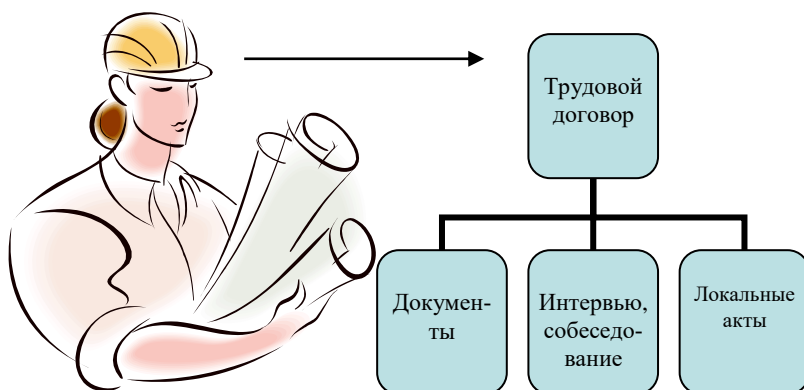 Трудовой
договор
Докумен-
ты
Интервью,
собеседо-
вание
Локальные
акты